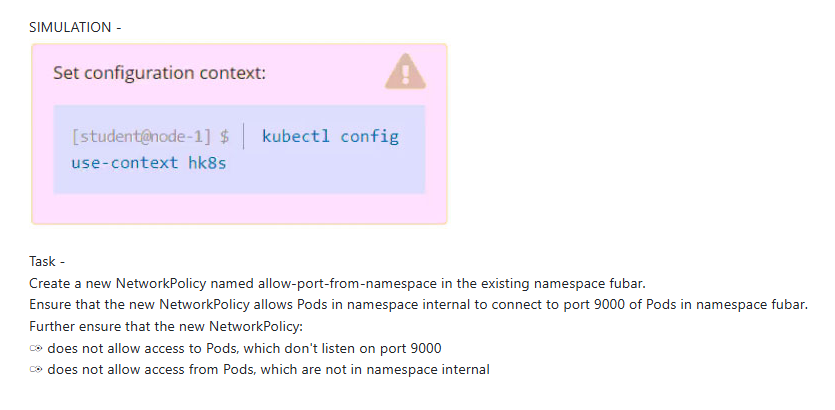 SIMULATION -
Set configuration context:
[student@node-1] $ | kubectl config
use-context hk8s
Task -
Create a new NetworkPolicy named allow-port-from-namespace in the existing namespace fubar.
Ensure that the new NetworkPolicy allows Pods in namespace internal to connect to port 9000 of Pods in namespace fubar.
Further ensure that the new NetworkPolicy:
does not allow access to Pods, which don't listen on port 9000
does not allow access from Pods, which are not in namespace internal